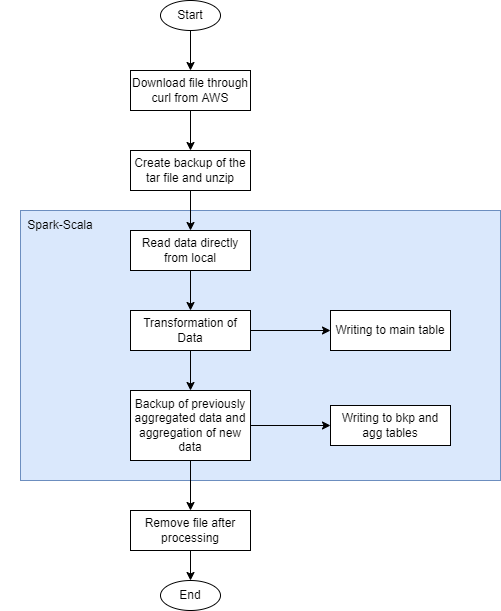 Start
Download file through
curl from AWS
Create backup of the
tar file and unzip
Spark-Scala
Read data directly
from local
Transformation of
Data
Writing to main table
Backup of previously
aggregated data and
aggregation of new
data
Writing to bkp and
agg tables
Remove file after
processing
End